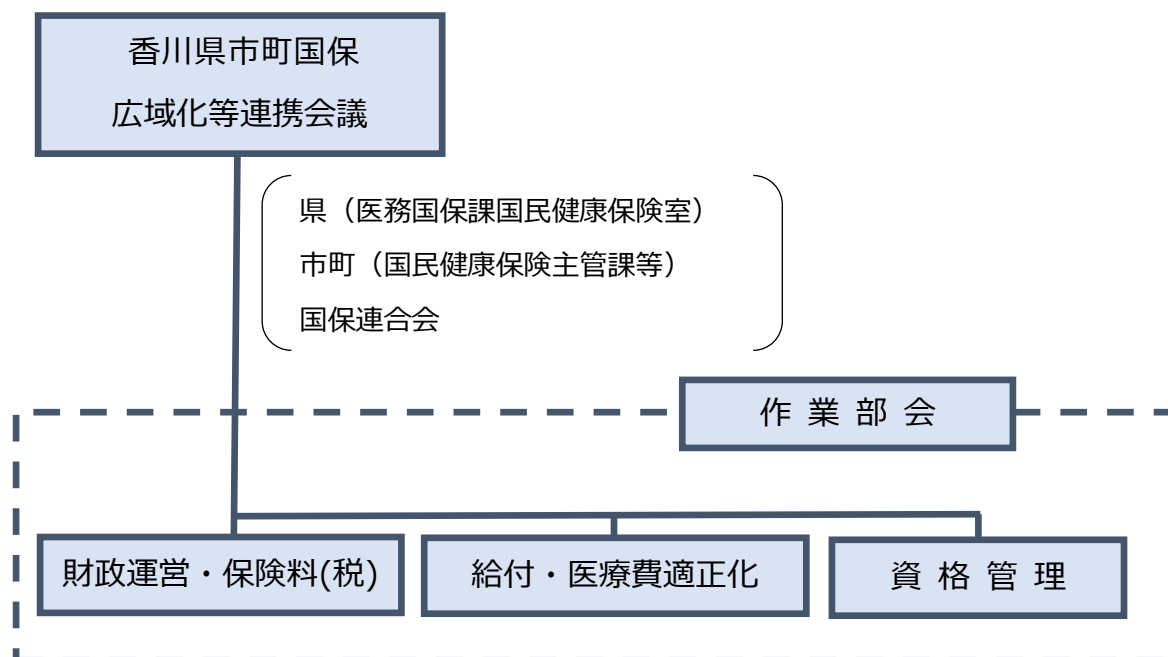 香川県市町国保
広域化等連携会議
県（医務国保課国民健康保険室）
市町（国民健康保険主管課等）
国保連合会
作 業 部 会
財政運営・保険料(税)
給付・医療費適正化
資 格 管 理